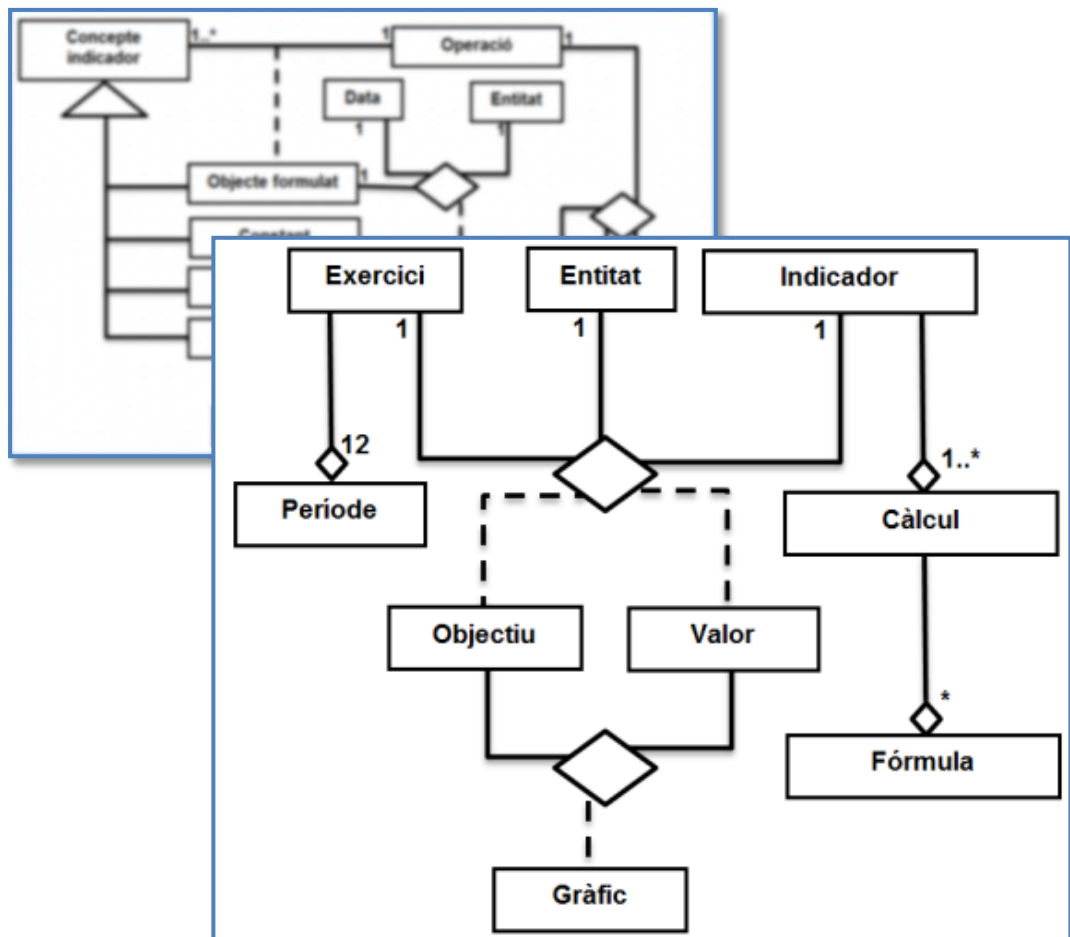 Concepte
indicador
1..*
1
Operació
1
Data
1
Entitat
1
Objecte formulat
1
Constant
Exercici
1
Entitat
1
Indicador
1
12
Període
1..*
Càlcul
Objectiu
Valor
*
Fórmula
Gràfic